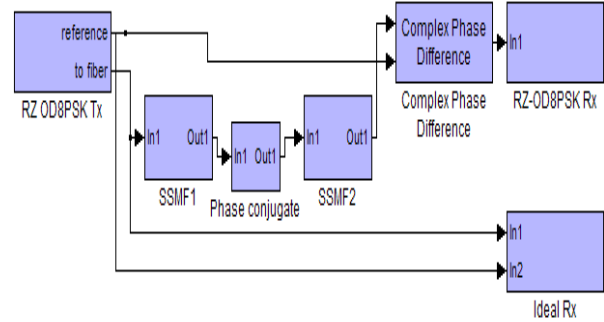 reference
to fiber
RZ OD8PSK Tx
In1 Out1
SSMF1
In1 Out1
Phase conjugate
In1 Out1
SSMF2
Complex Phase
Difference
Complex Phase
Difference
In1
RZ-OD8PSK Rx
In1
In2
Ideal Rx